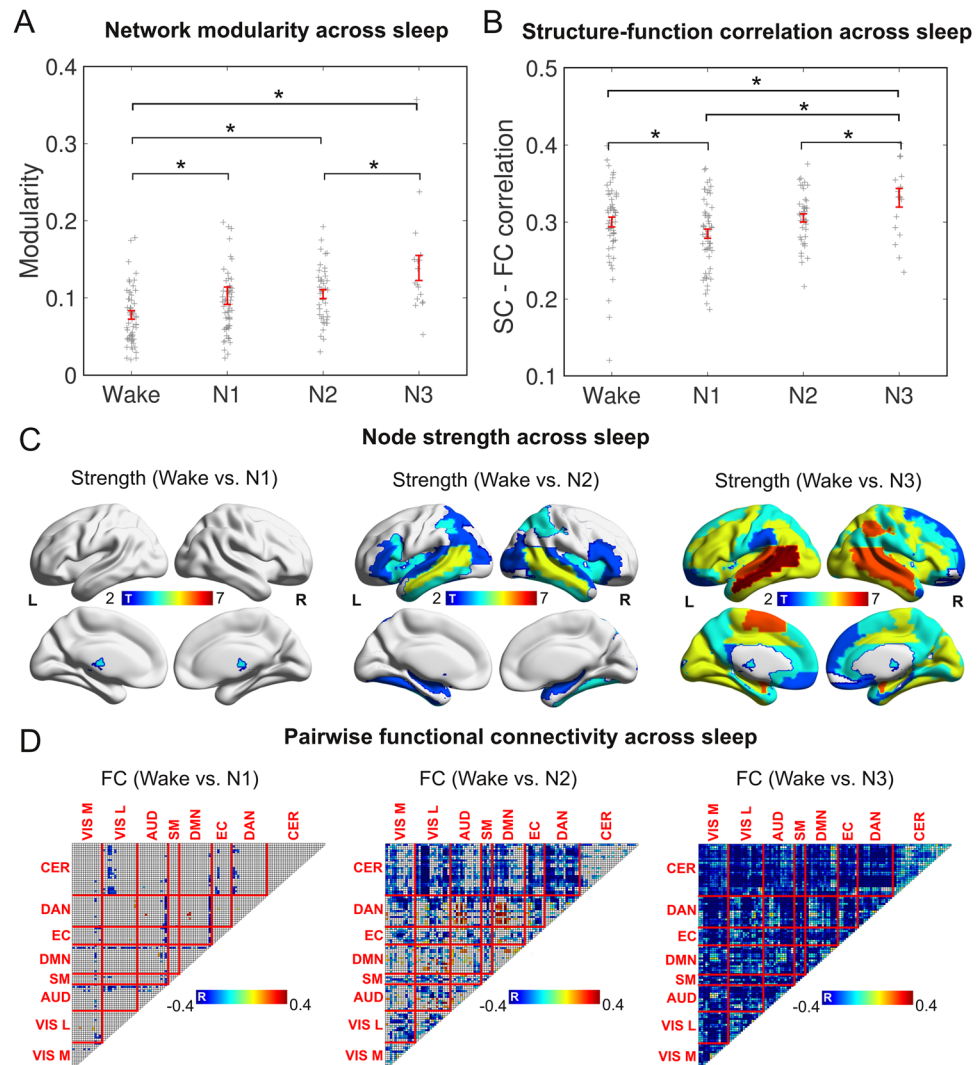 A
Network modularity across sleep
0.4
0.3
0.2
0.1
0
Modularity
*
*
*
*
Wake N1 N2 N3
B
Structure-function correlation across sleep
0.5
0.4
0.3
0.2
0.1
SC - FC correlation
*
*
*
*
Wake N1 N2 N3
C
Node strength across sleep
Strength (Wake vs. N1)
L 2 T 7 R
Strength (Wake vs. N2)
L 2 T 7 R
Strength (Wake vs. N3)
L 2 T 7 R
D
Pairwise functional connectivity across sleep
FC (Wake vs. N1)
VIS M VIS L AUD SM DMN EC DAN CER
CER
DAN
EC
DMN
SM
AUD
VIS L
VIS M
-0.4 R 0.4
FC (Wake vs. N2)
VIS M VIS L AUD SM DMN EC DAN CER
CER
DAN
EC
DMN
SM
AUD
VIS L
VIS M
-0.4 R 0.4
FC (Wake vs. N3)
VIS M VIS L AUD SM DMN EC DAN CER
CER
DAN
EC
DMN
SM
AUD
VIS L
VIS M
-0.4 R 0.4